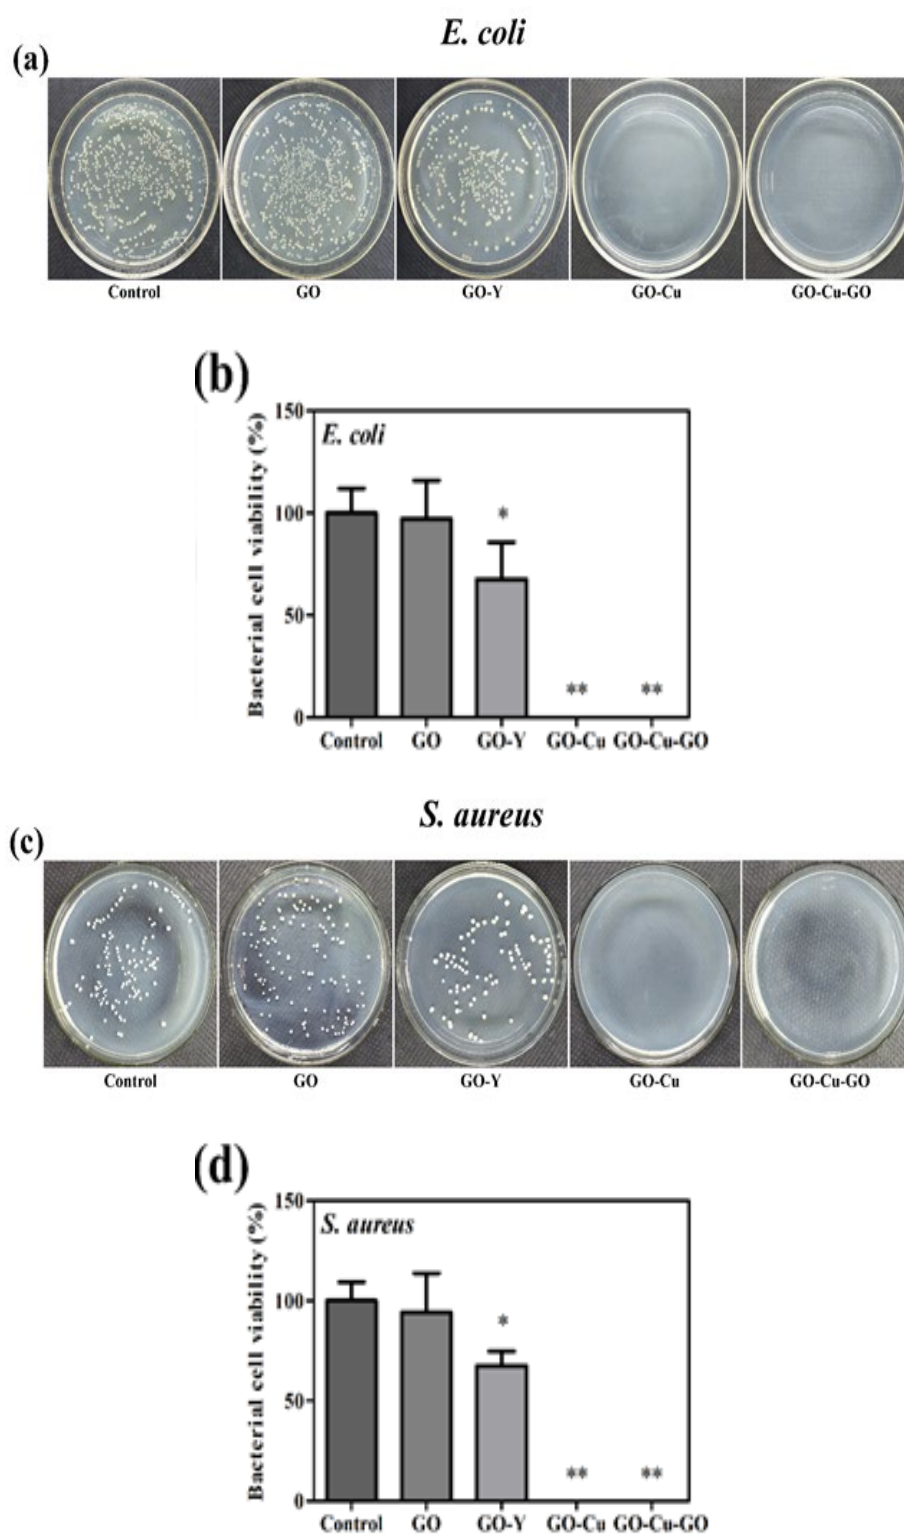 E. coli
(a)
Control GO GO-Y GO-Cu GO-Cu-GO
(b)
150
E. coli
100
*
50
** **
0
Bacterial cell viability (%)
Control GO GO-Y GO-Cu GO-Cu-GO
S. aureus
(c)
Control GO GO-Y GO-Cu GO-Cu-GO
(d)
150
S. aureus
100
*
50
** **
0
Bacterial cell viability (%)
Control GO GO-Y GO-Cu GO-Cu-GO